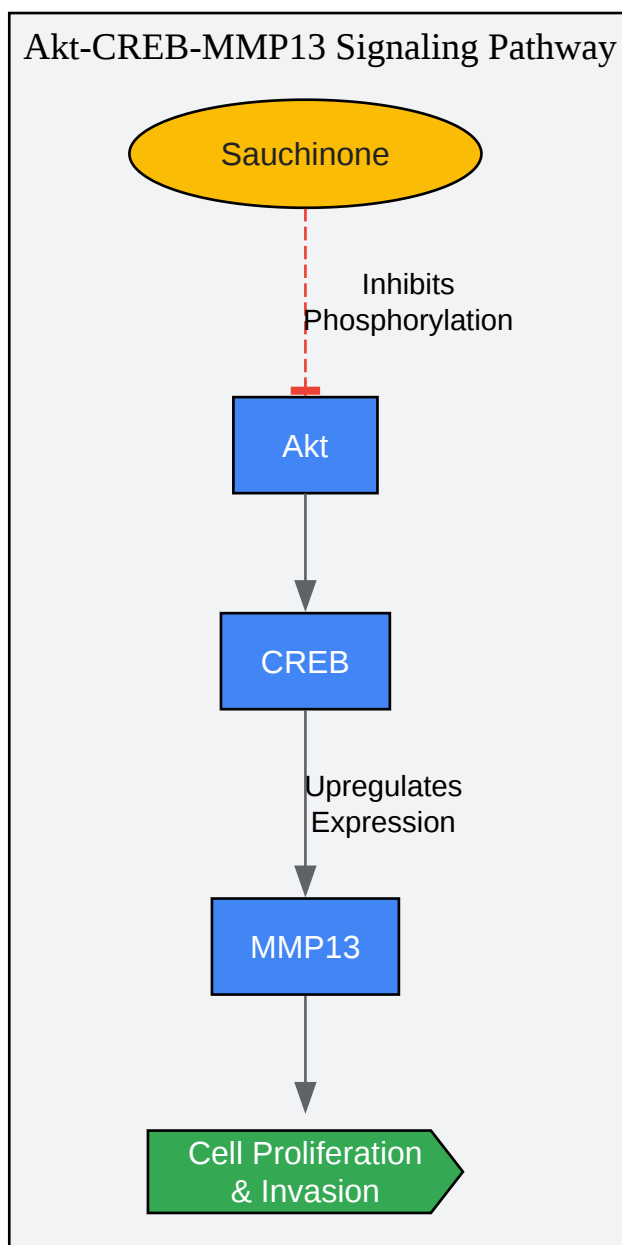 Akt-CREB-MMP13 Signaling Pathway
Sauchinone
Inhibits
Phosphorylation
Akt
CREB
Upregulates
Expression
MMP13
Cell Proliferation
& Invasion